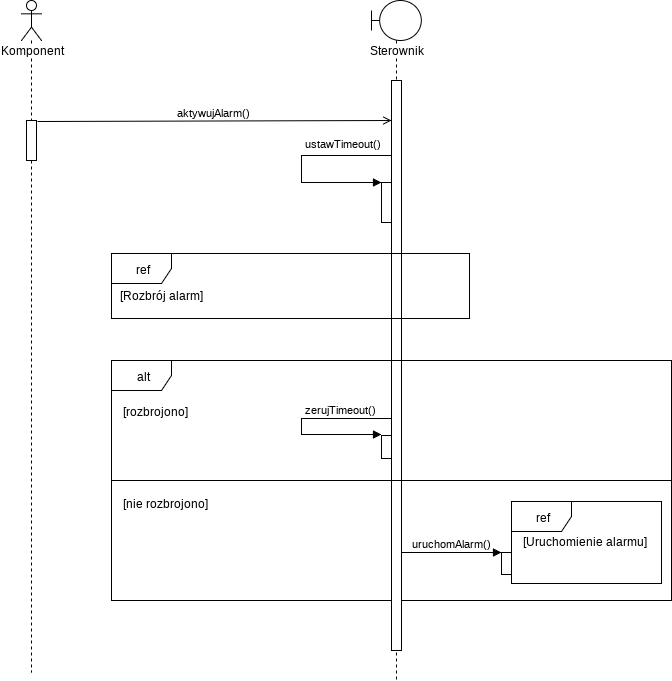 Komponent
Sterownik
aktywujAlarm()
ustawTimeout()
ref
[Rozbrój alarm]
alt
[rozbrojono]
zerujTimeout()
[nie rozbrojono]
ref
[Uruchomienie alarmu]
uruchomAlarm()